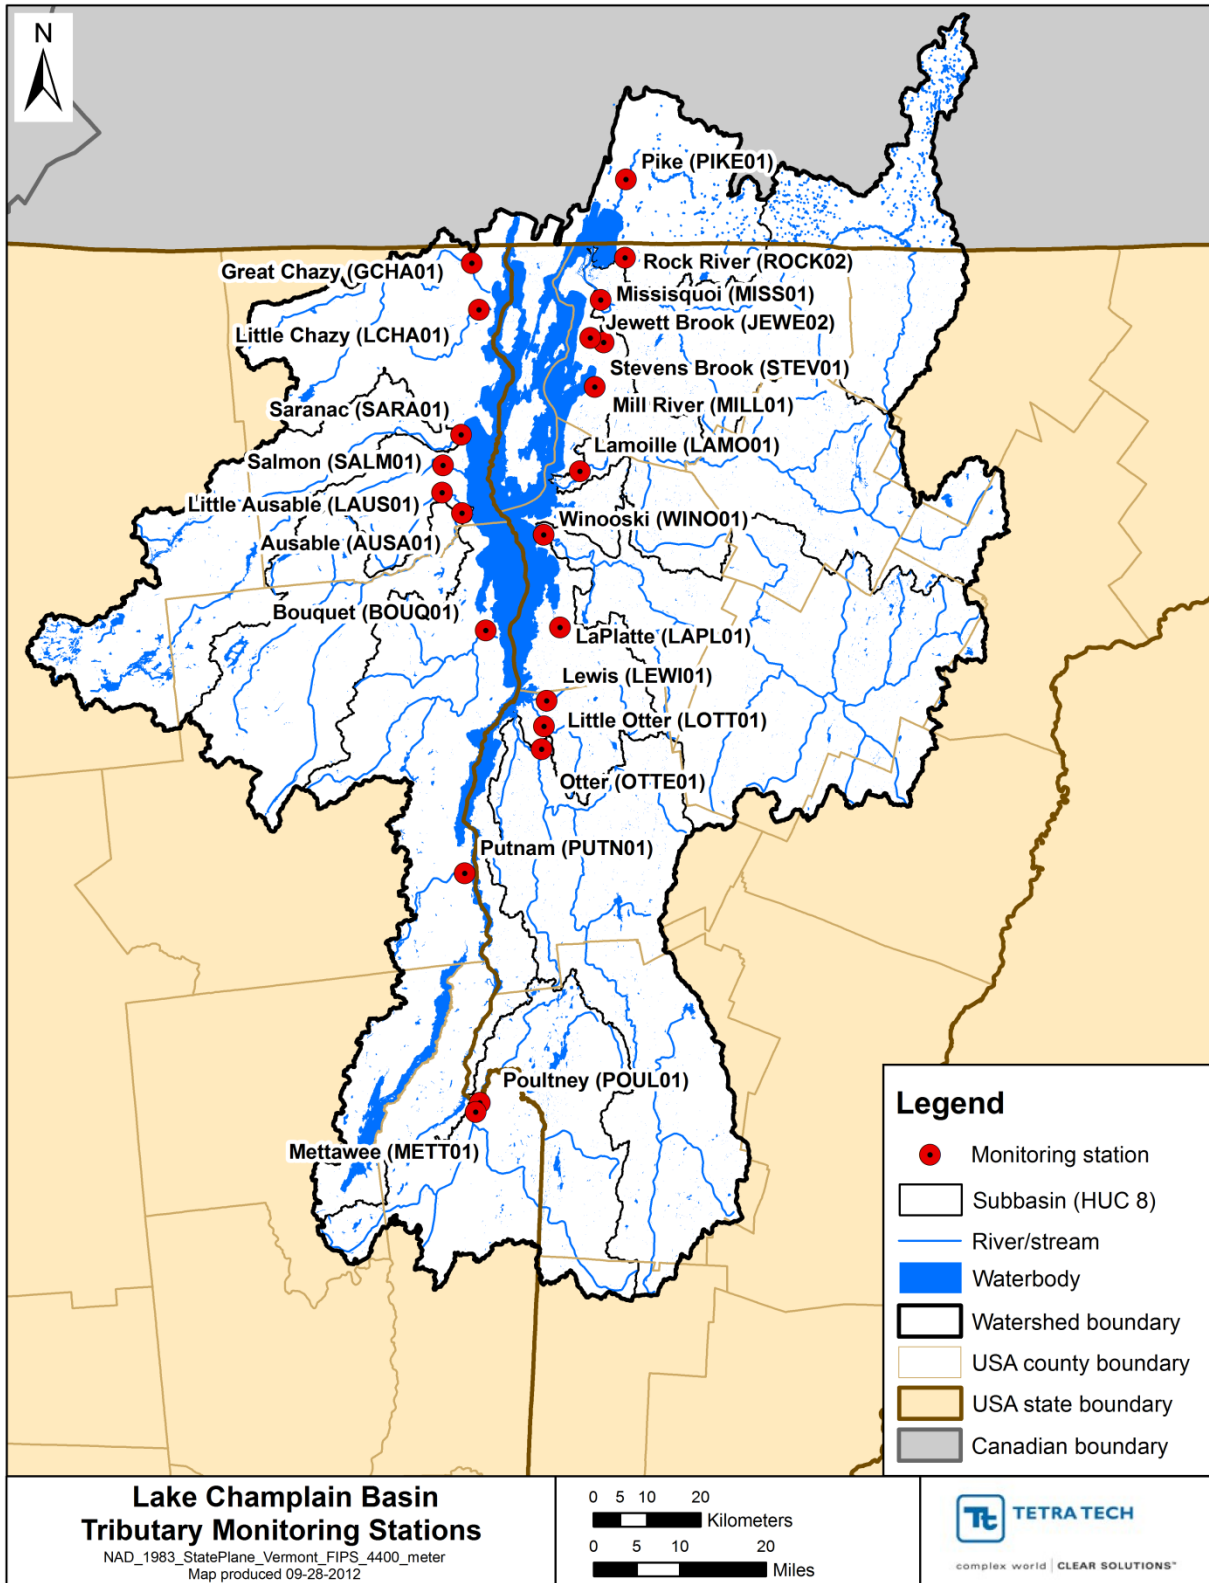 N
Pike (PIKE01)
Great Chazy (GCHA01)
Rock River (ROCK02)
Missisquoi (MISS01)
Little Chazy (LCHA01)
Jewett Brook (JEWE02)
Stevens Brook (STEV01)
Mill River (MILL01)
Saranac (SARA01)
Lamoille (LAMO01)
Salmon (SALM01)
Little Ausable (LAUS01)
Winooski (WINO01)
Ausable (AUSA01)
Bouquet (BOUQ01)
LaPlatte (LAPL01)
Lewis (LEWI01)
Little Otter (LOTT01)
Otter (OTTE01)
Putnam (PUTN01)
Poultney (POUL01)
Mettawee (METT01)
Legend
Monitoring station
Subbasin (HUC 8)
River/stream
Waterbody
Watershed boundary
USA county boundary
USA state boundary
Canadian boundary
Lake Champlain Basin
Tributary Monitoring Stations
NAD_1983_StatePlane_Vermont_FIPS_4400_meter
Map produced 09-28-2012
0 5 10 20
Kilometers
0 5 10 20
Miles
Tt TETRA TECH
complex world | CLEAR SOLUTIONS™